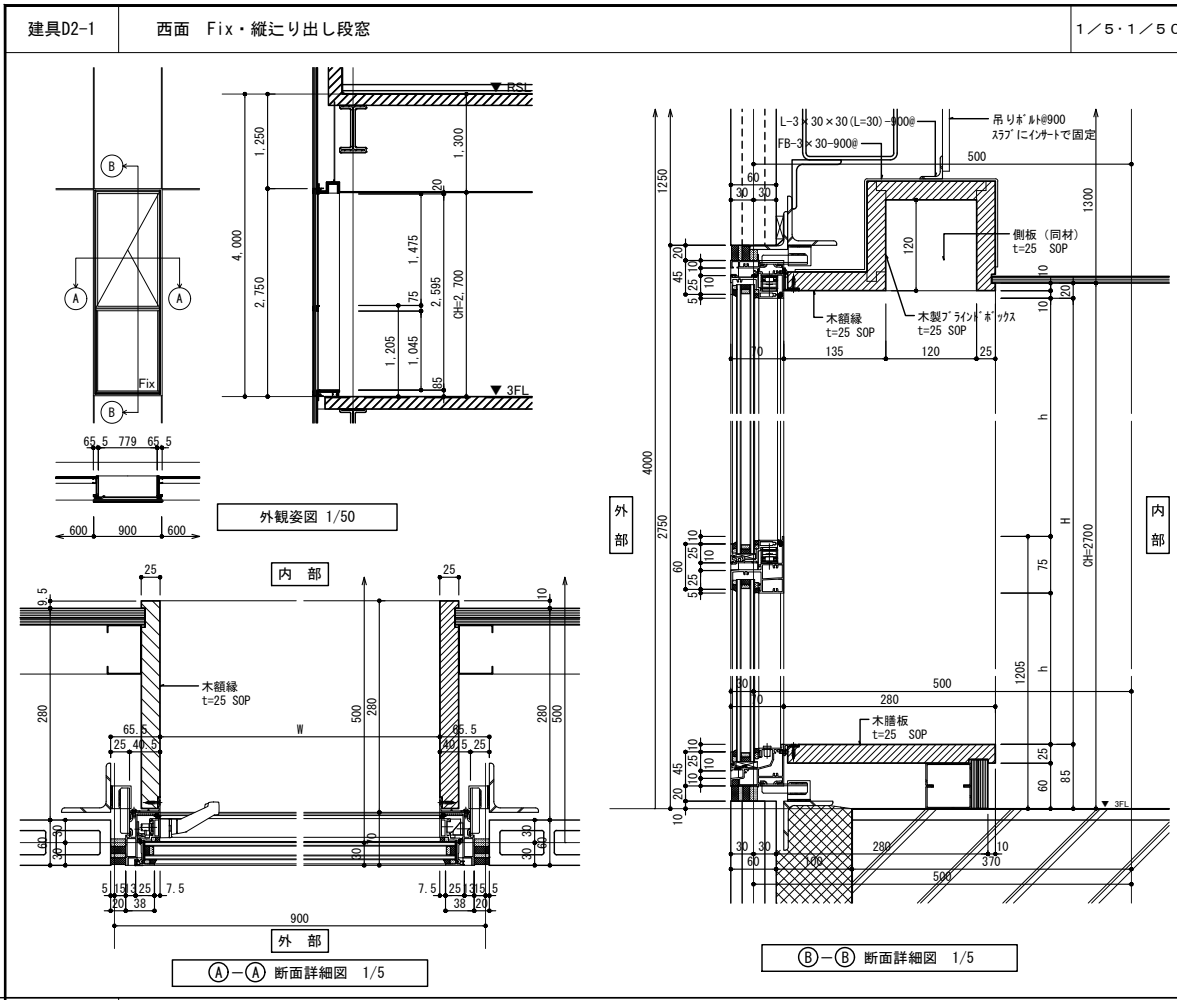 建具D2-1
西面 Fix・縦辷り出し段窓
1/5・1/50
RSL
1,250
1,300
B
20
4,000
1,475
2,750
75
2,595
CH=2,700
A
A
1,205
1,045
85
Fix
3FL
B
65.5 779 65.5
600 900 600
外観姿図 1/50
内 部
25
25
9.5
10
木額縁
t=25 SOP
280
500
280
280
500
65.5
W
65.5
25
40.5
40.5
25
30
60
30
70
30
30
60
30
5 15 13 25 7.5
7.5 25 13 15 5
20 38
38 20
900
外 部
A-A 断面詳細図 1/5
L-3×30×30(L=30)-900@
FB-3×30-900@
吊りボルト@900
スラブにインサートで固定
500
60
30 30
1250
1300
側板(同材)
t=25 SOP
120
20
10
45
25
10
5
10
20
10
木額縁
t=25 SOP
木製ブラインドボックス
t=25 SOP
70 135 120 25
4000
2750
h
外部
内部
H
CH=2700
10
25
10
60
25
5
75
1205
h
30 500
70 280
木膳板
t=25 SOP
10
25
10
45
10
20
10
25
60
85
3FL
30 30 280 10
60 100 370
500
B-B 断面詳細図 1/5